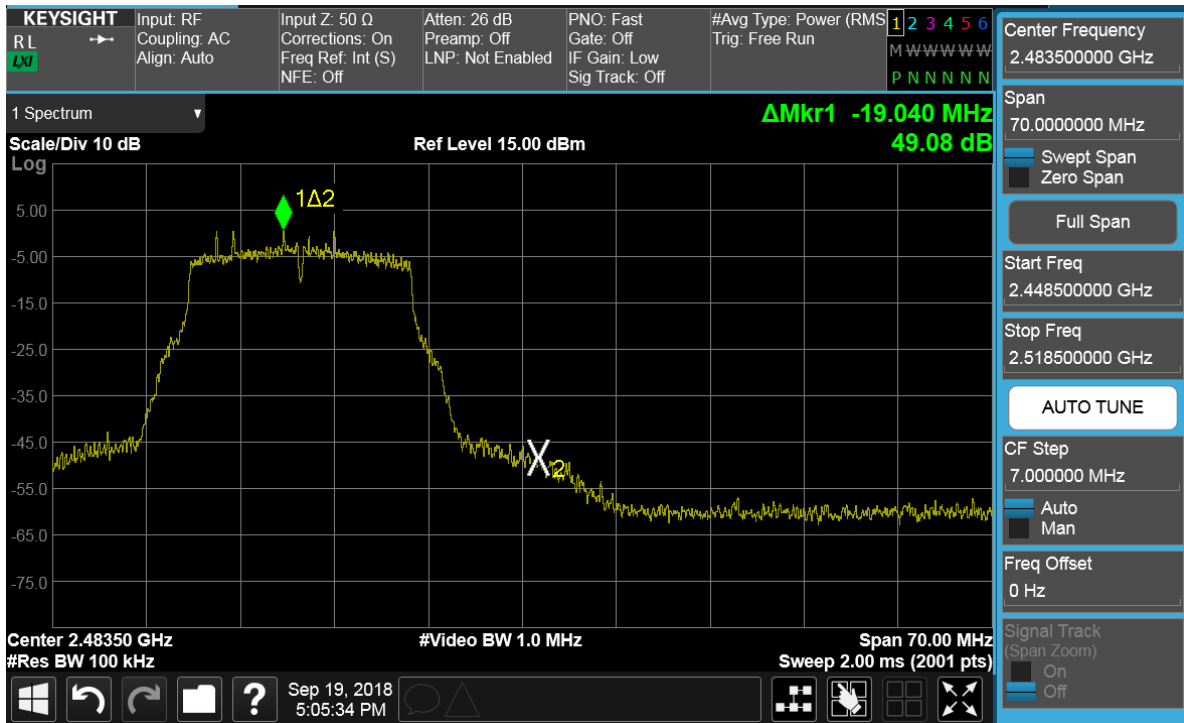 KEYSIGHT
RL
LXI
Input: RF
Coupling: AC
Align: Auto
Input Z: 50 Ω
Corrections: On
Freq Ref: Int (S)
NFE: Off
Atten: 26 dB
Preamp: Off
LNP: Not Enabled
PNO: Fast
Gate: Off
IF Gain: Low
Sig Track: Off
#Avg Type: Power (RMS
Trig: Free Run
1 2 3 4 5 6
M W W W W W
P N N N N N
1 Spectrum
ΔMkr1 -19.040 MHz
49.08 dB
Scale/Div 10 dB
Ref Level 15.00 dBm
Log
1Δ2
5.00
-5.00
-15.0
-25.0
-35.0
-45.0
X2
-55.0
-65.0
-75.0
Center 2.48350 GHz
#Video BW 1.0 MHz
Span 70.00 MHz
#Res BW 100 kHz
Sweep 2.00 ms (2001 pts)
?
Sep 19, 2018
5:05:34 PM
Center Frequency
2.483500000 GHz
Span
70.0000000 MHz
Swept Span
Zero Span
Full Span
Start Freq
2.448500000 GHz
Stop Freq
2.518500000 GHz
AUTO TUNE
CF Step
7.000000 MHz
Auto
Man
Freq Offset
0 Hz
Signal Track
(Span Zoom)
On
Off